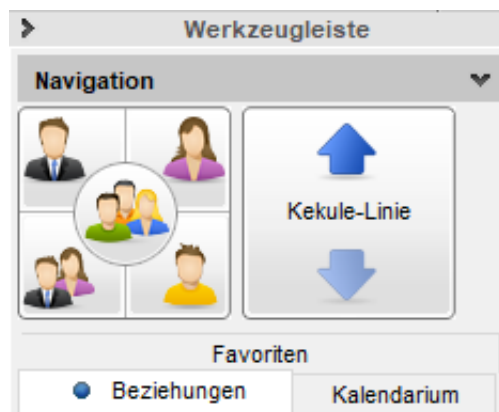 Werkzeugleiste
Navigation
Kekule-Linie
Favoriten
Beziehungen Kalendarium